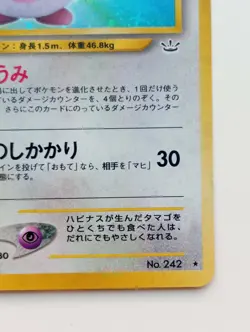 ン：身長1.5m、体重46.8kg
うみ
に出してポケモンを進化させたとき、1回だけ使う
ているダメージカウンターを、4個とりのぞく。その
さらにこのカードにのっているダメージカウンター
のしかかり 30
インを投げて「おもて」なら、相手を「マヒ」
態にする。
ハピナスが生んだタマゴを
ひとくちでも食べた人は、
だれにでもやさしくなれる。
No.242 ★